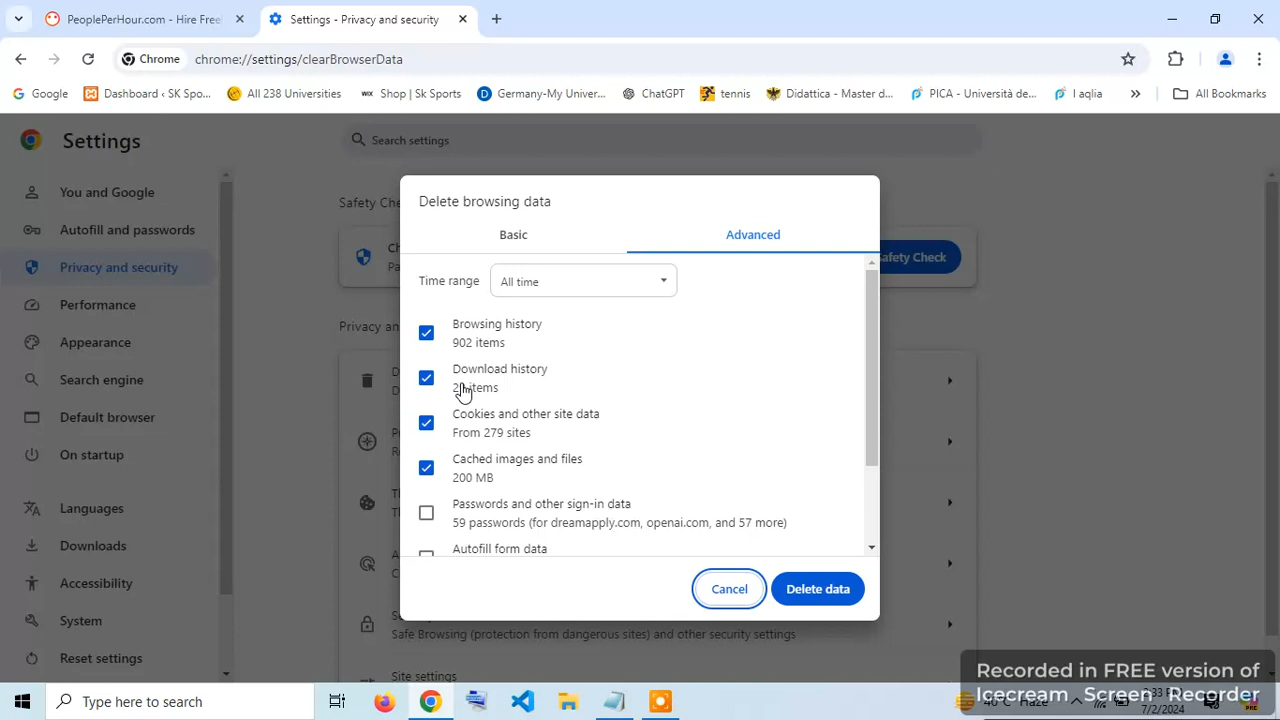 PeoplePerHour.com - Hire Free
Settings - Privacy and security
Chrome
chrome://settings/clearBrowserData
Google
Dashboard ‹ SK Spo...
All 238 Universities
WIX
Shop | Sk Sports
Germany-My Univer...
ChatGPT
tennis
Didattica - Master d...
PICA - Università de...
I aqlia
»
All Bookmarks
Settings
Search settings
You and Google
Autofill and passwords
Privacy and security
Performance
Appearance
Search engine
Default browser
On startup
Languages
Downloads
Accessibility
System
Reset settings
Safety Che
Safety Check
Privacy an
Delete browsing data
Basic
Advanced
Time range
All time
Browsing history
902 items
Download history
items
Cookies and other site data
From 279 sites
Cached images and files
200 MB
Passwords and other sign-in data
59 passwords (for dreamapply.com, openai.com, and 57 more)
Autofill form data
Cancel
Delete data
Safe Browsing (protection from dangerous sites) and other security settings
Site settings
Type here to search
40°C Haze
7/2/2024
Recorded in FREE version of
Icecream Screen Recorder